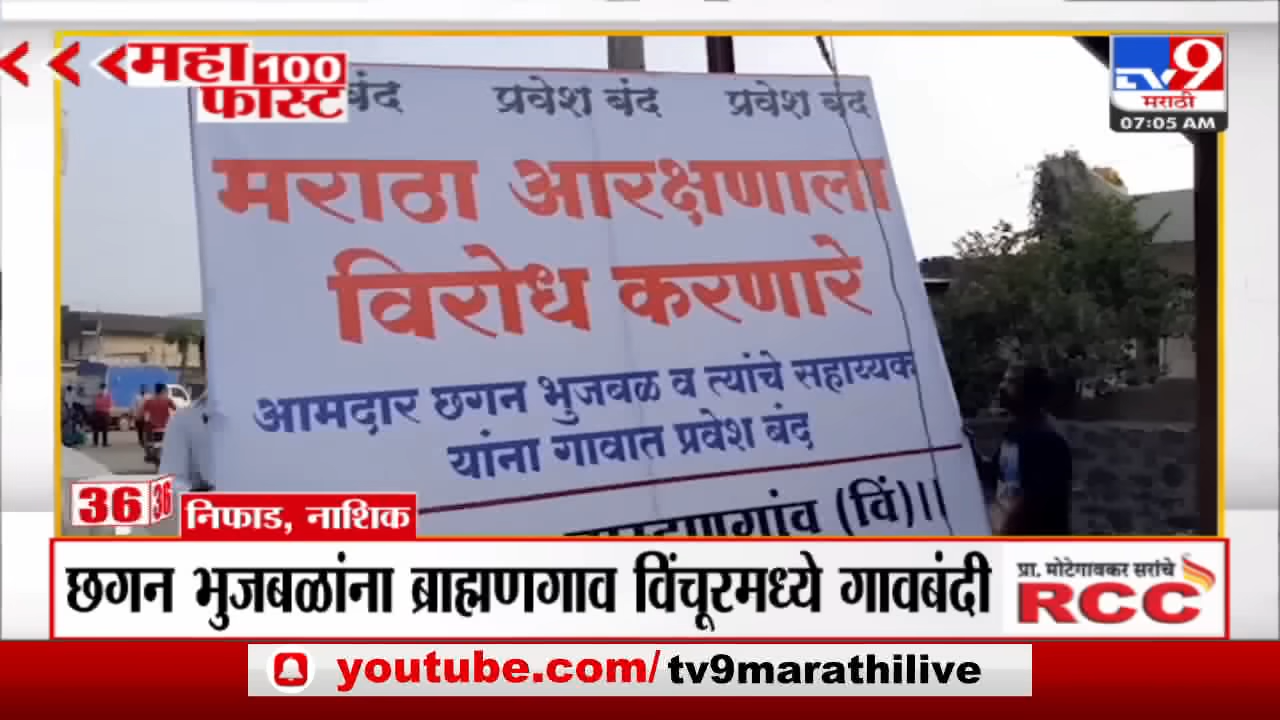 महा 100
फास्ट
TV9
मराठी
07:05 AM
बंद प्रवेश बंद प्रवेश बंद
मराठा आरक्षणाला
विरोध करणारे
आमदार छगन भुजबळ व त्यांचे सहाय्यक
यांना गावात प्रवेश बंद
(विं)।।
36 36
निफाड, नाशिक
छगन भुजबळांना ब्राह्मणगाव विंचूरमध्ये गावबंदी
प्रा. मोटेगावकर सरांचे
RCC
youtube.com/tv9marathilive